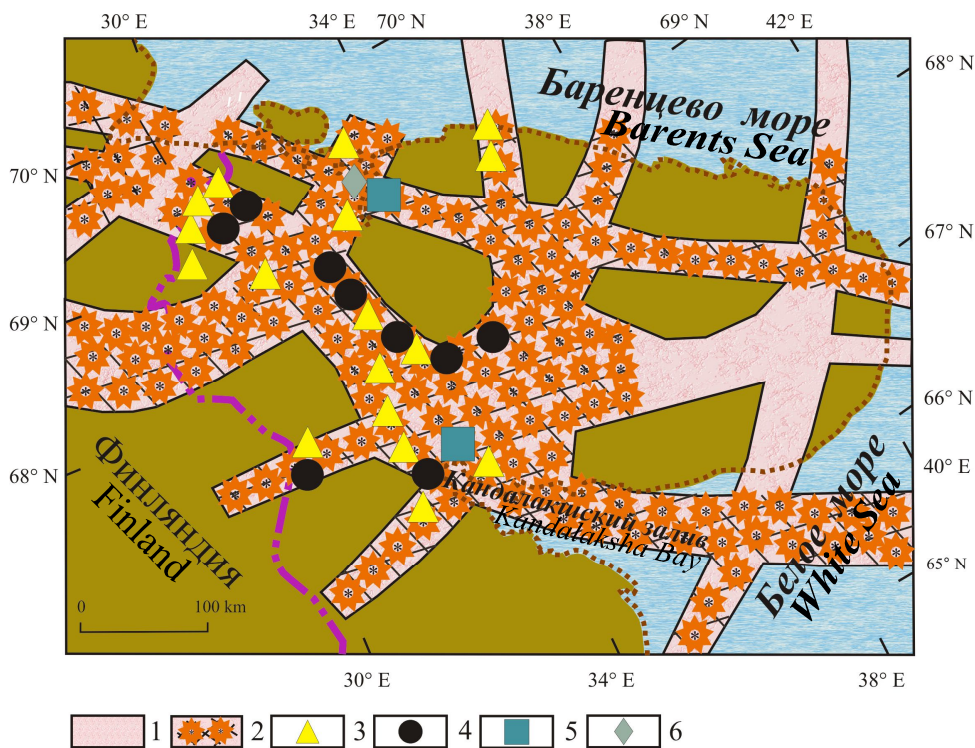 30° E 34° E 70° N 38° E 69° N 42° E
68° N
Баренцево море
Barents Sea
70° N
67° N
69° N
66° N
68° N
40° E
Финляндия
Finland
Кандалакшский залив
Kandalaksha Bay
Белое море
White Sea
65° N
0 100 km
30° E 34° E 38° E
1 2 3 4 5 6